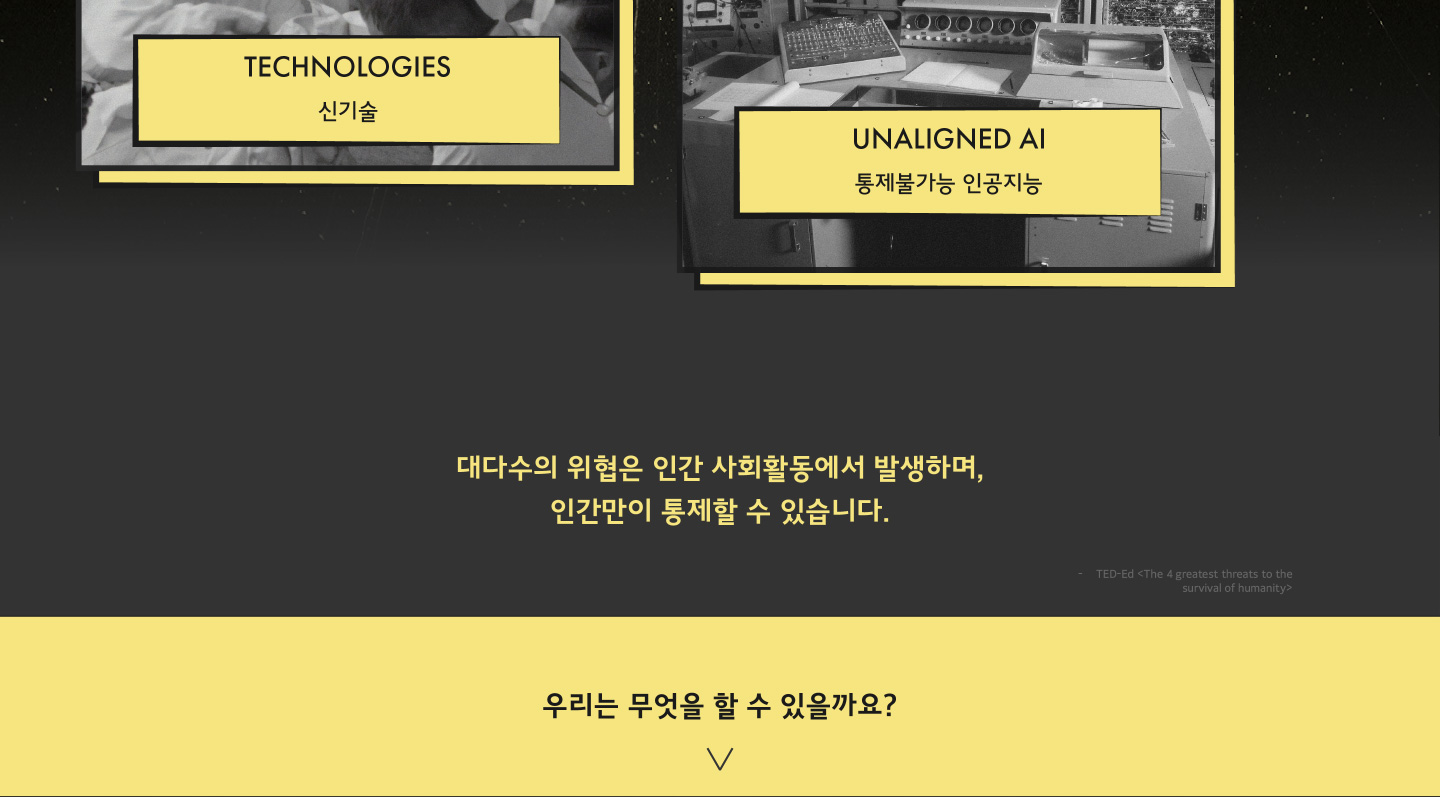 TECHNOLOGIES
신기술
UNALIGNED AI
통제불가능 인공지능
대다수의 위협은 인간 사회활동에서 발생하며,
인간만이 통제할 수 있습니다.
- TED-Ed <The 4 greatest threats to the
survival of humanity>
우리는 무엇을 할 수 있을까요?